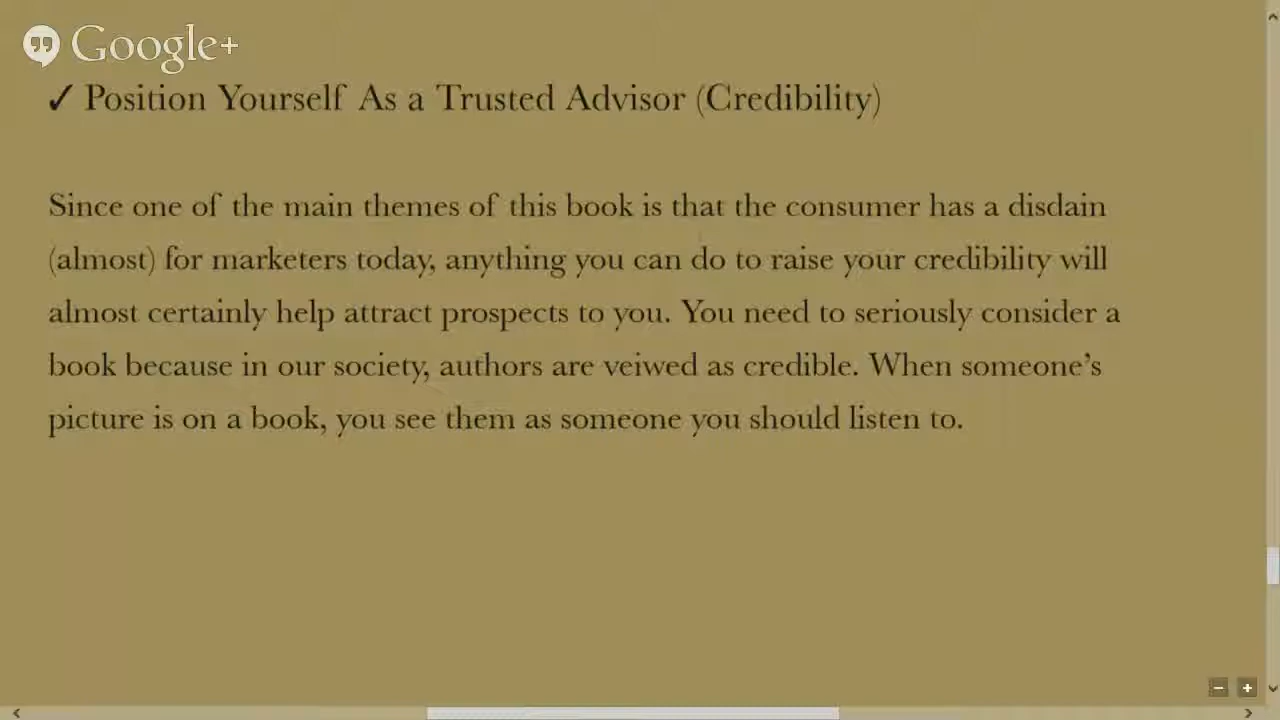 Google+
✓ Position Yourself As a Trusted Advisor (Credibility)
Since one of the main themes of this book is that the consumer has a disdain
(almost) for marketers today, anything you can do to raise your credibility will
almost certainly help attract prospects to you. You need to seriously consider a
book because in our society, authors are veiwed as credible. When someone’s
picture is on a book, you see them as someone you should listen to.